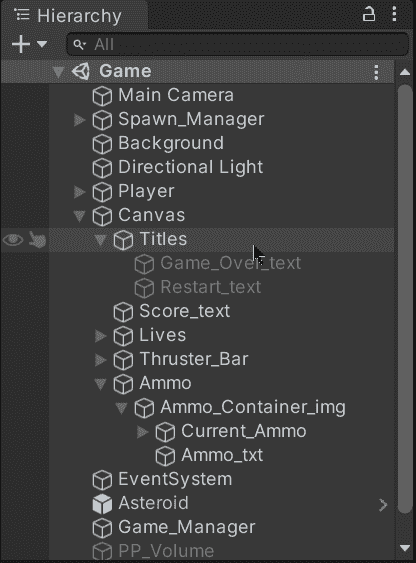 Hierarchy
All
Game
Main Camera
Spawn_Manager
Background
Directional Light
Player
Canvas
Titles
Game_Over_text
Restart_text
Score_text
Lives
Thruster_Bar
Ammo
Ammo_Container_img
Current_Ammo
Ammo_txt
EventSystem
Asteroid
Game_Manager
PP_Volume